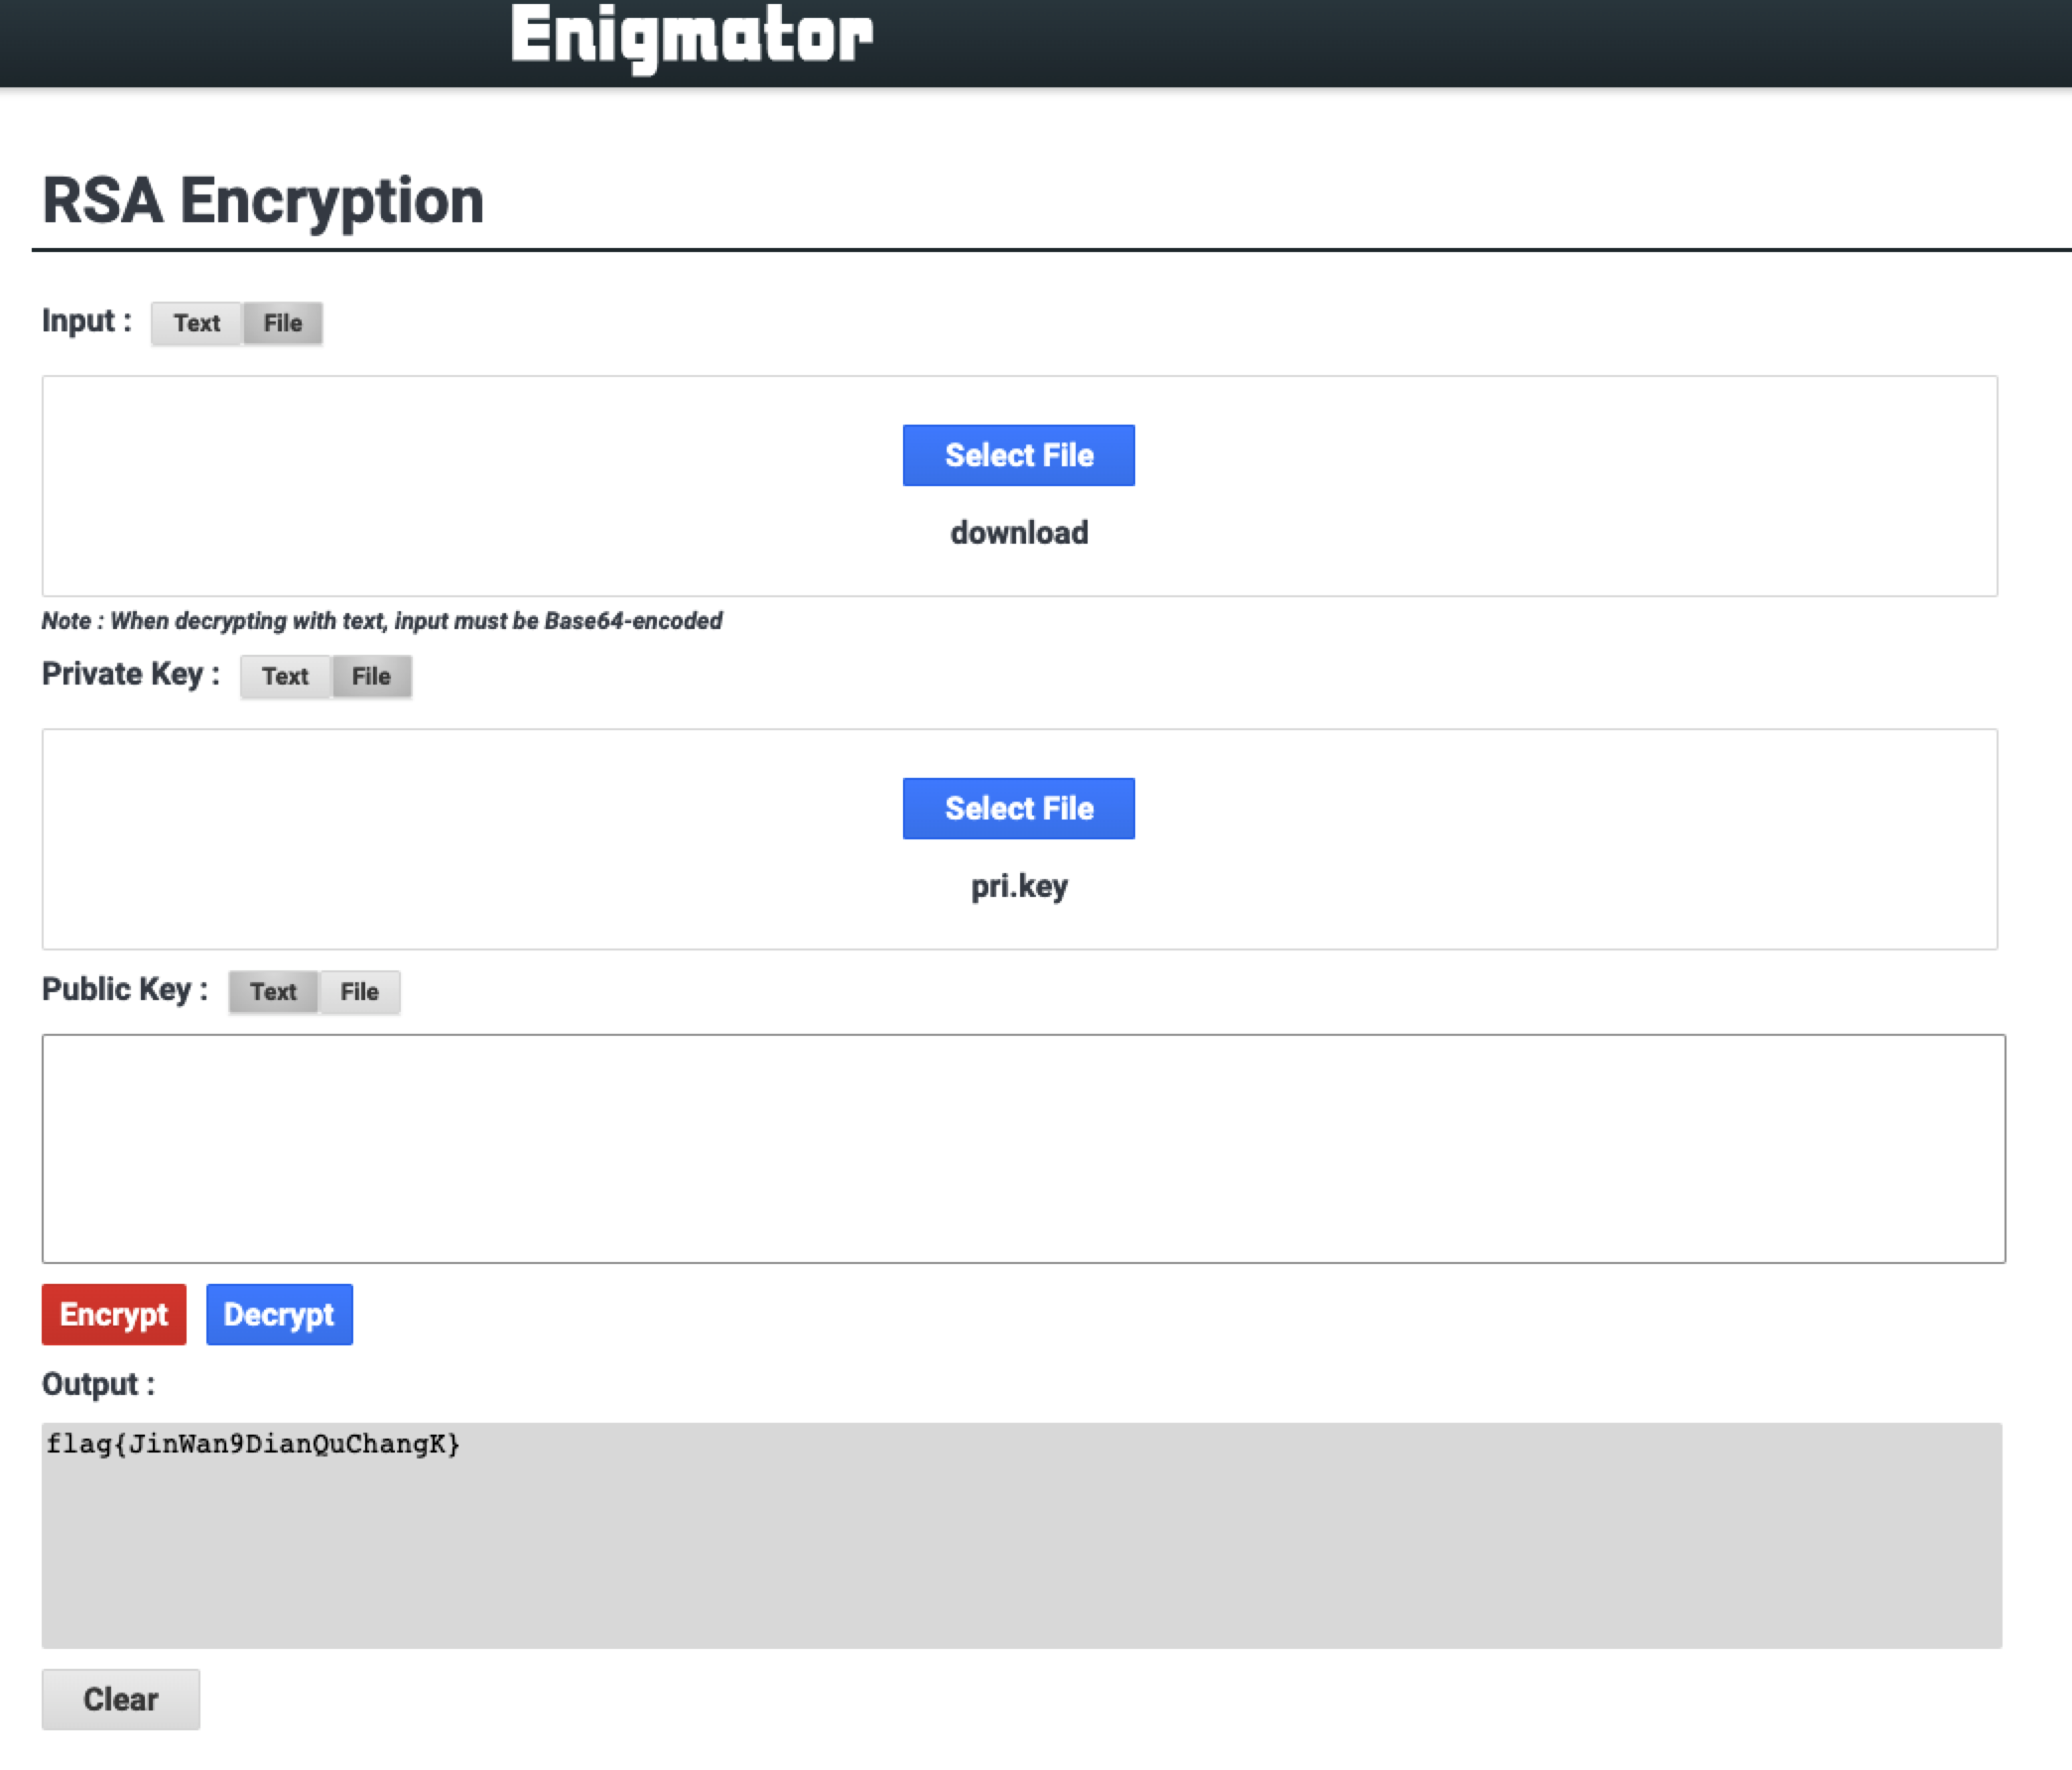 Enigmator
RSA Encryption
Input : Text File
Select File
download
Note : When decrypting with text, input must be Base64-encoded
Private Key : Text File
Select File
pri.key
Public Key : Text File
Encrypt Decrypt
Output :
flag{JinWan9DianQuChangK}
Clear